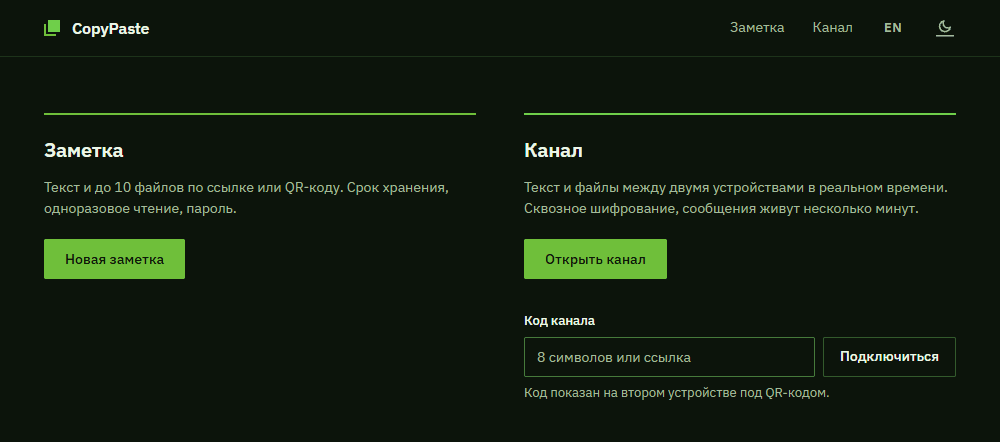 CopyPaste
Заметка
Канал
EN
Заметка
Текст и до 10 файлов по ссылке или QR-коду. Срок хранения,
одноразовое чтение, пароль.
Новая заметка
Канал
Текст и файлы между двумя устройствами в реальном времени.
Сквозное шифрование, сообщения живут несколько минут.
Открыть канал
Код канала
8 символов или ссылка
Подключиться
Код показан на втором устройстве под QR-кодом.